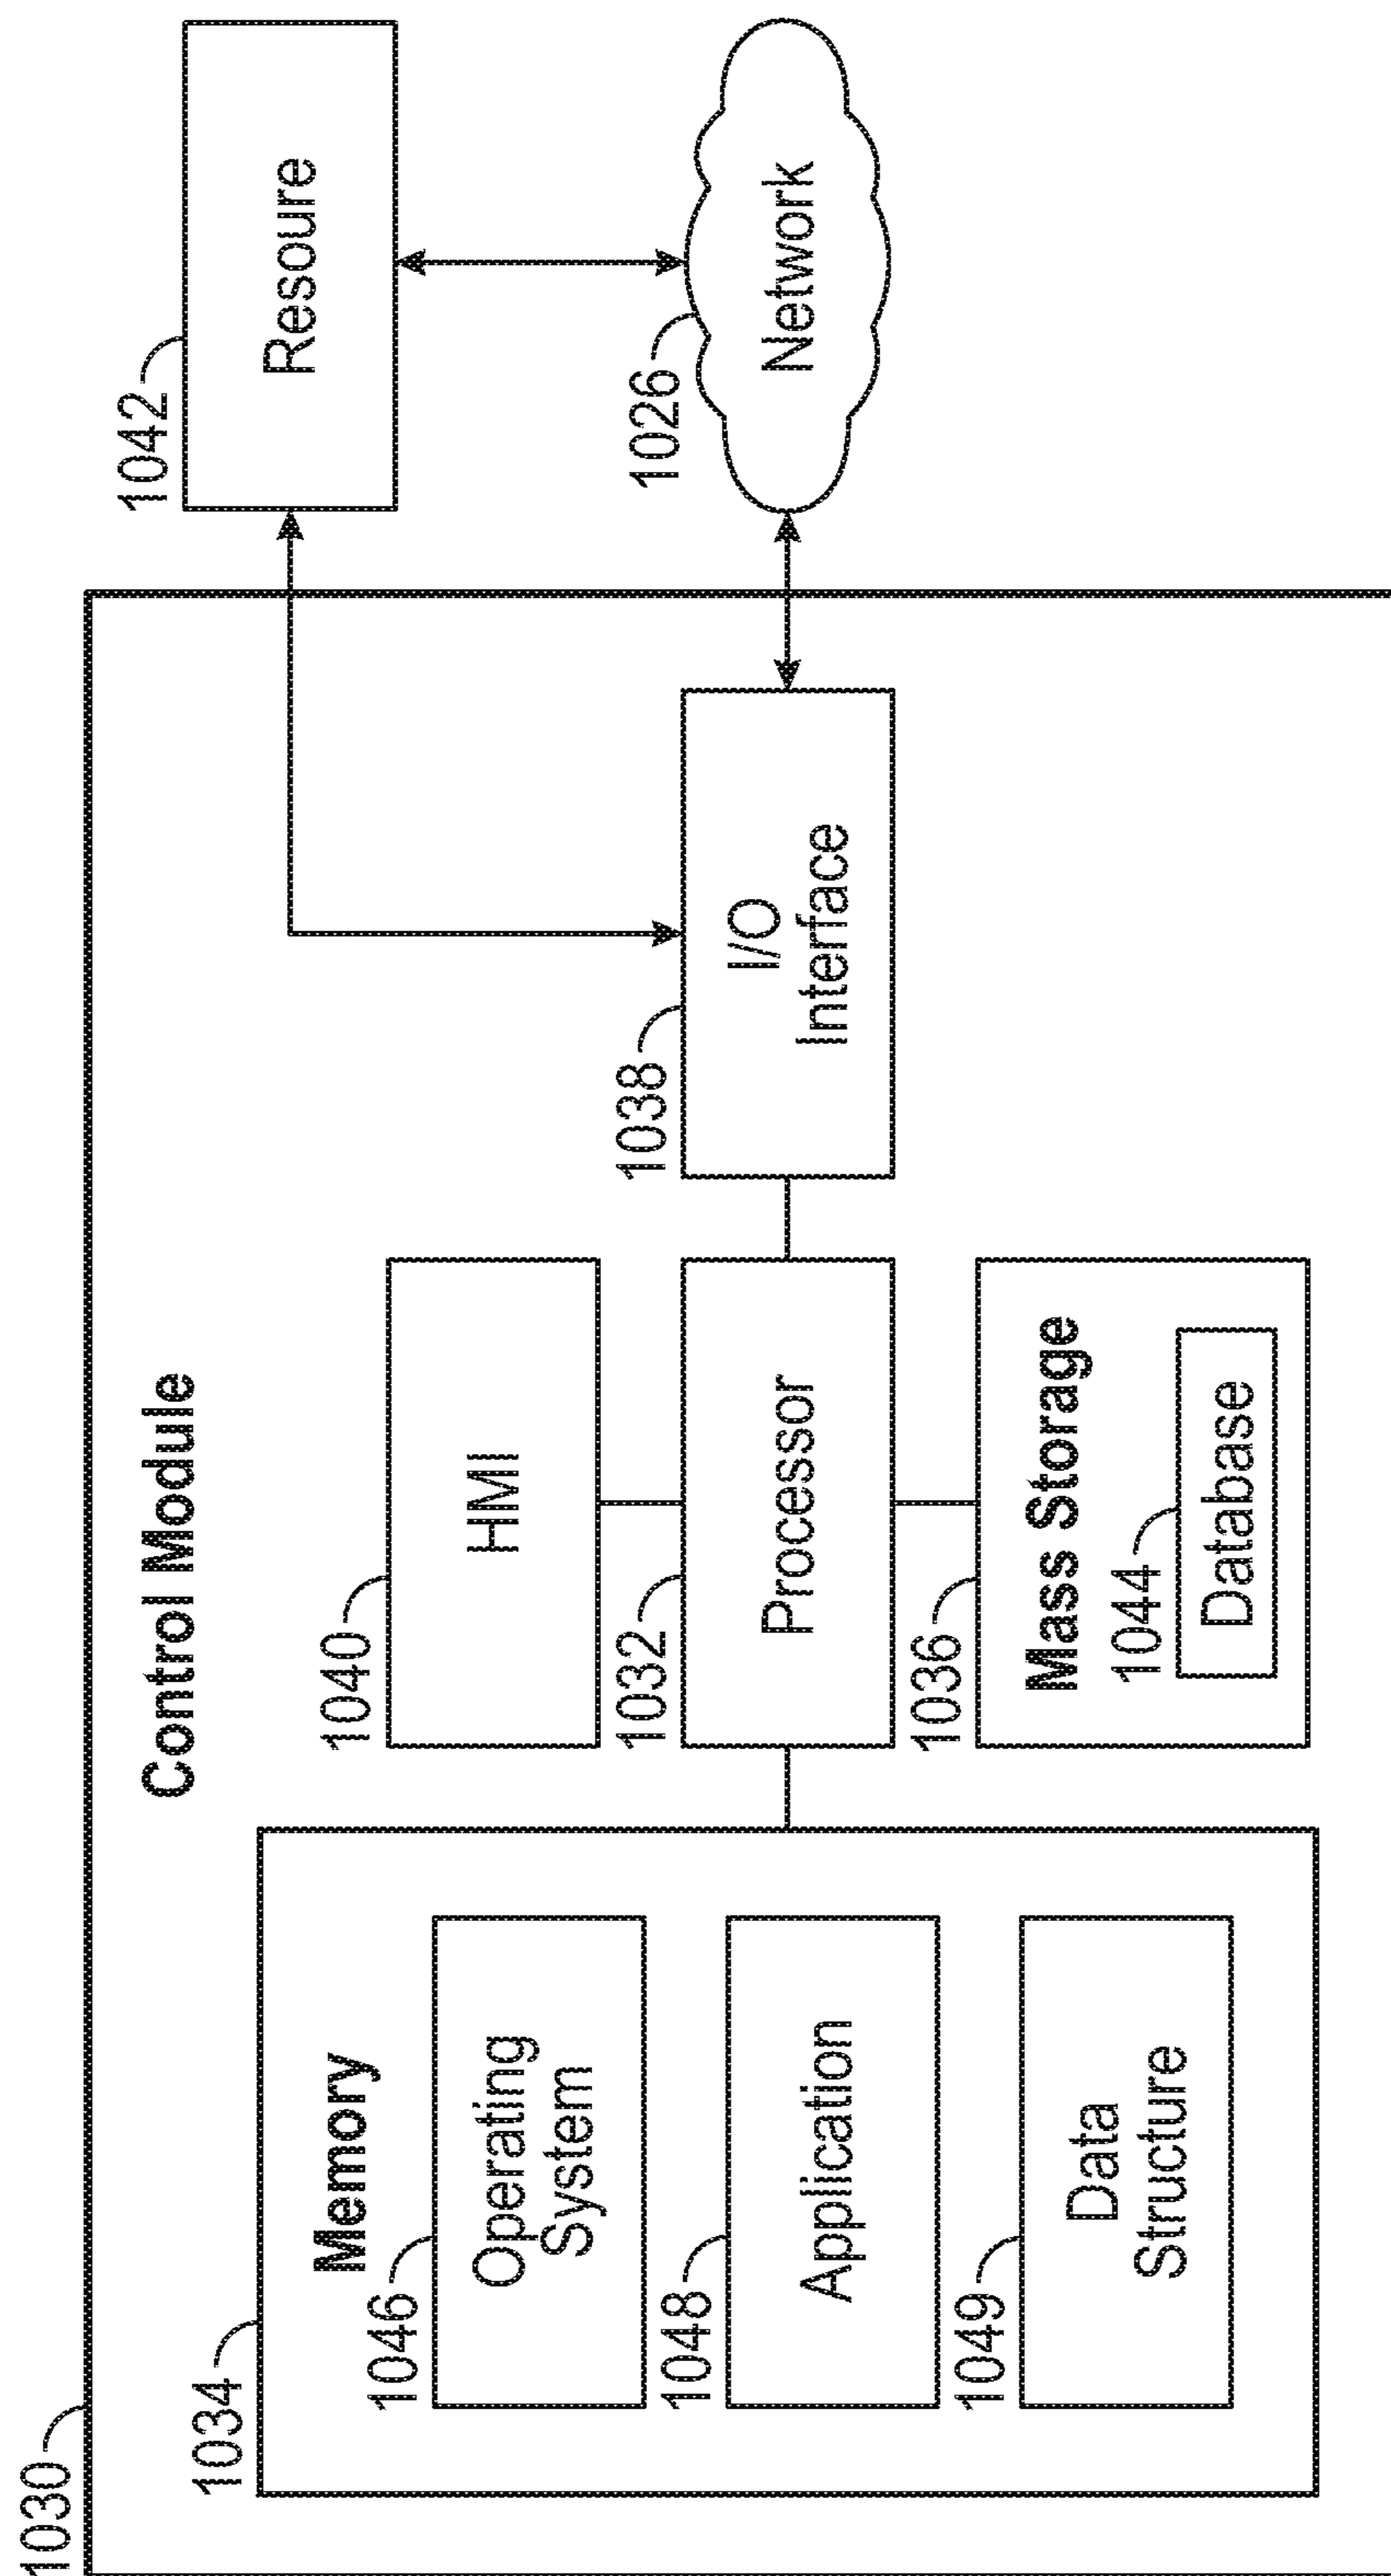 1030
Control Module
1034
Memory
1046
Operating
System
1048
Application
1049
Data
Structure
1040
HMI
1032
Processor
1036
Mass Storage
1044
Database
1038
I/O
Interface
1042
Resoure
1026
Network